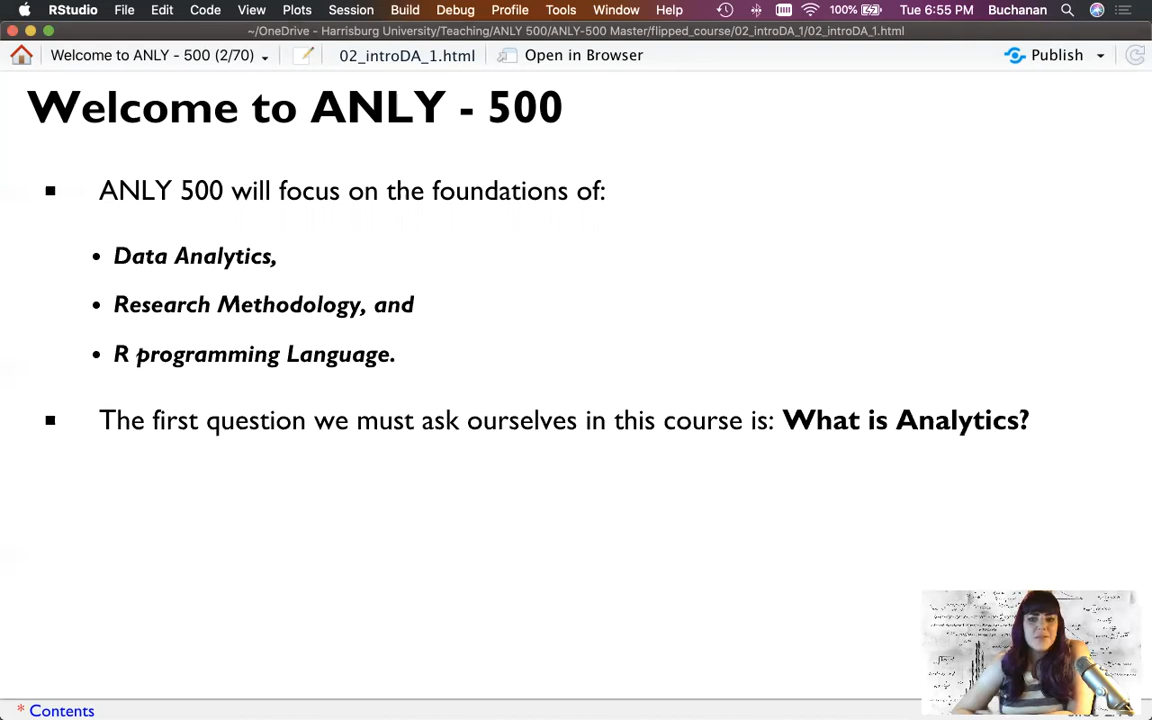 RStudio File Edit Code View Plots Session Build Debug Profile Tools Window Help 100% Tue 6:55 PM Buchanan
~/OneDrive - Harrisburg University/Teaching/ANLY 500/ANLY-500 Master/flipped_course/02_introDA_1/02_introDA_1.html
Welcome to ANLY - 500 (2/70) 02_introDA_1.html Open in Browser Publish
Welcome to ANLY - 500
ANLY 500 will focus on the foundations of:
Data Analytics,
Research Methodology, and
R programming Language.
The first question we must ask ourselves in this course is: What is Analytics?
* Contents